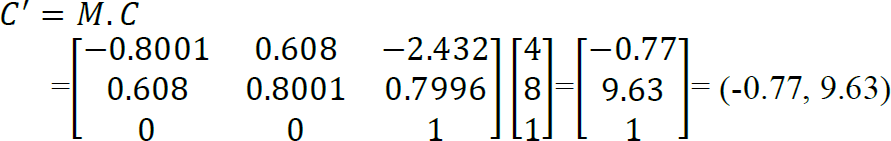 C′ = M.C
=[−0.8001 0.608 −2.432][4]=[−0.77]= (-0.77, 9.63)
[0.608 0.8001 0.7996][8] [9.63]
[0 0 1][1] [1]